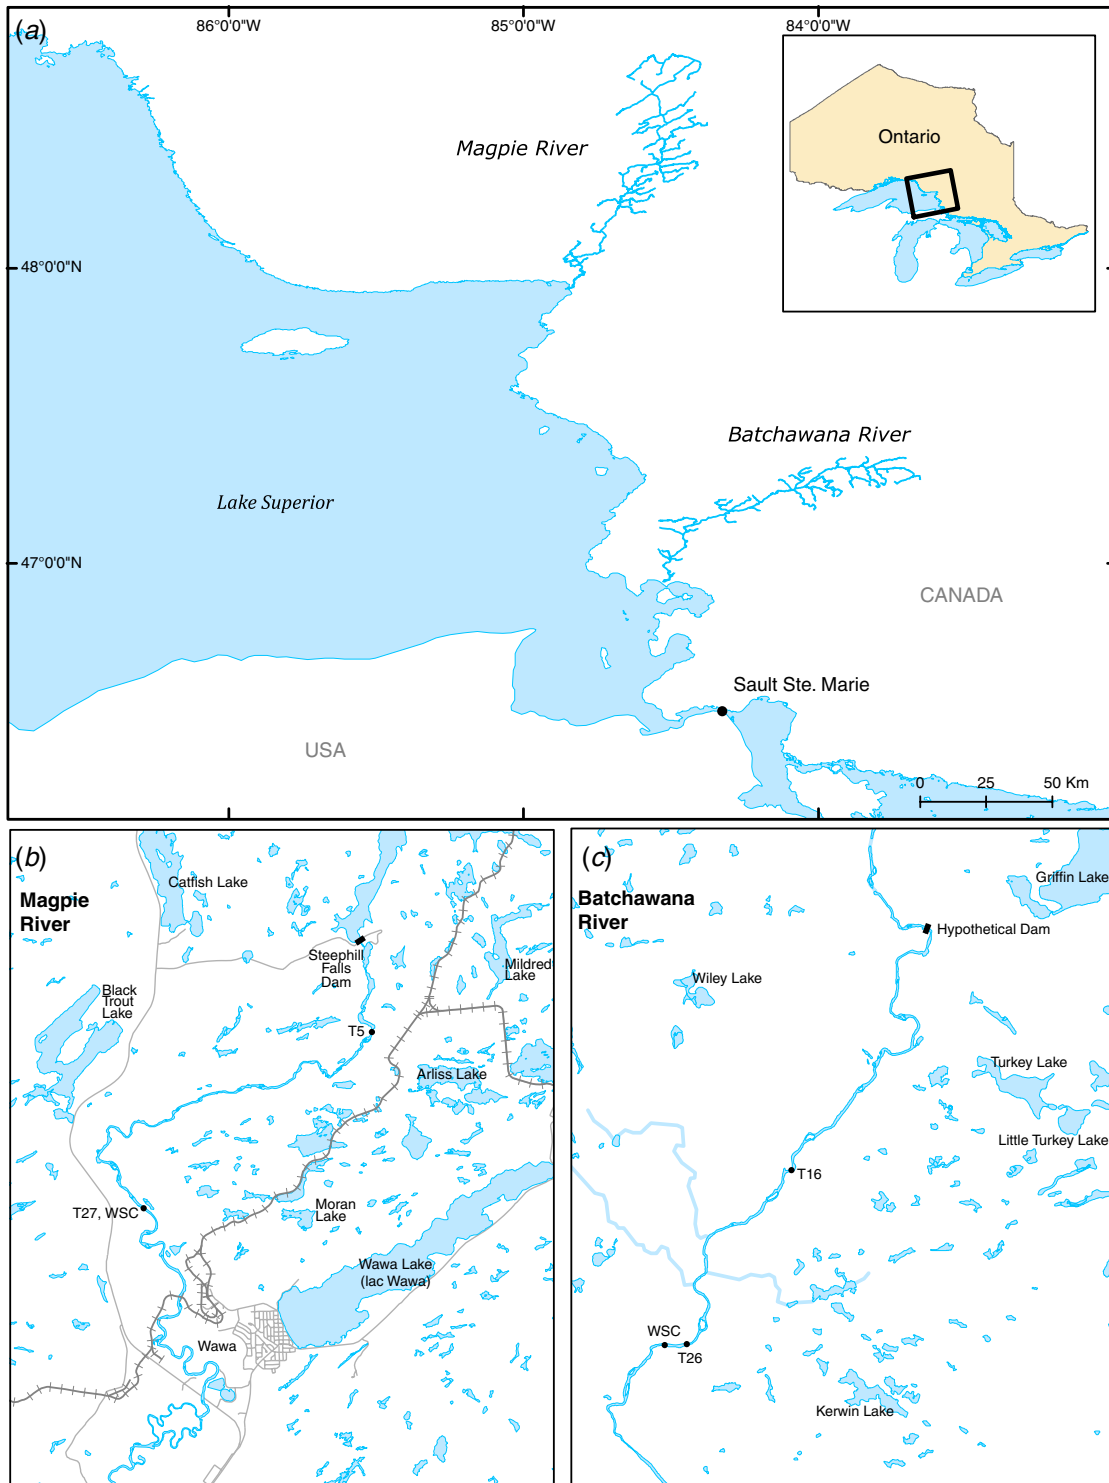 (a)
86°0'0"W
85°0'0"W
84°0'0"W
Magpie River
Ontario
48°0'0"N
Batchawana River
Lake Superior
47°0'0"N
CANADA
Sault Ste. Marie
USA
0 25 50 Km
(b)
Magpie
River
Catfish Lake
Steephill
Falls
Dam
Mildred
Lake
Black
Trout
Lake
T5
Arliss Lake
T27, WSC
Moran
Lake
Wawa Lake
(lac Wawa)
Wawa
(c)
Batchawana
River
Griffin Lake
Hypothetical Dam
Wiley Lake
Turkey Lake
Little Turkey Lake
T16
WSC
T26
Kerwin Lake